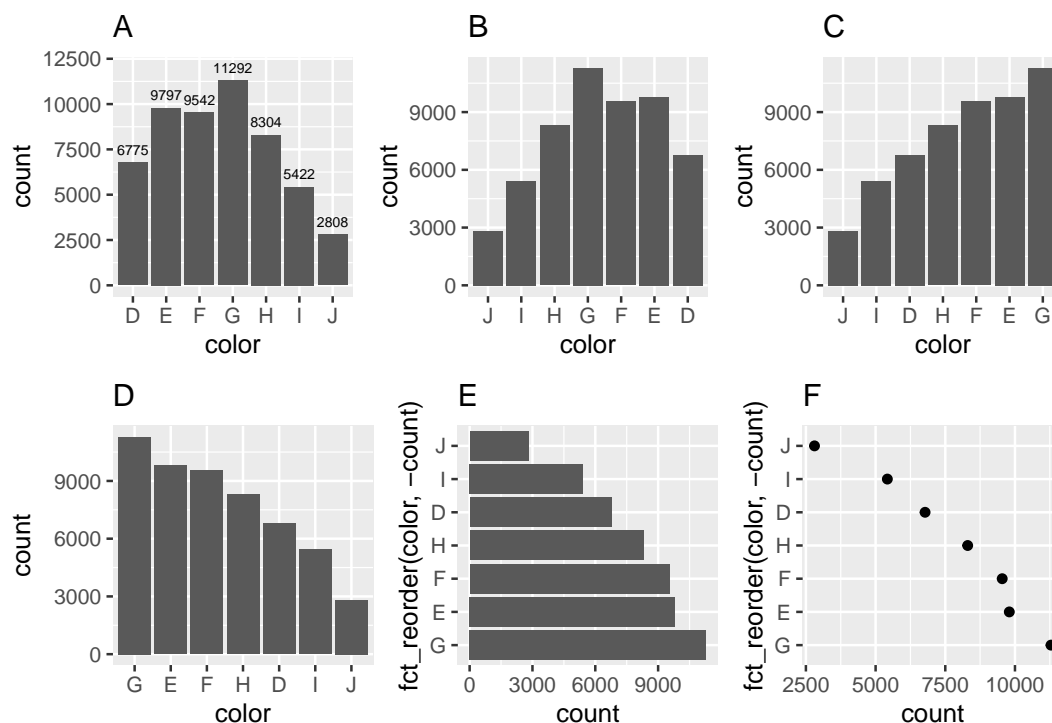 A
12500
10000
7500
5000
2500
0
count
6775
9797
9542
11292
8304
5422
2808
D E F G H I J
color
B
9000
6000
3000
0
count
J I H G F E D
color
C
9000
6000
3000
0
count
J I D H F E G
color
D
9000
6000
3000
0
count
G E F H D I J
color
E
fct_reorder(color, −count)
J
I
D
H
F
E
G
0 3000 6000 9000
count
F
fct_reorder(color, −count)
J
I
D
H
F
E
G
2500 5000 7500 10000
count